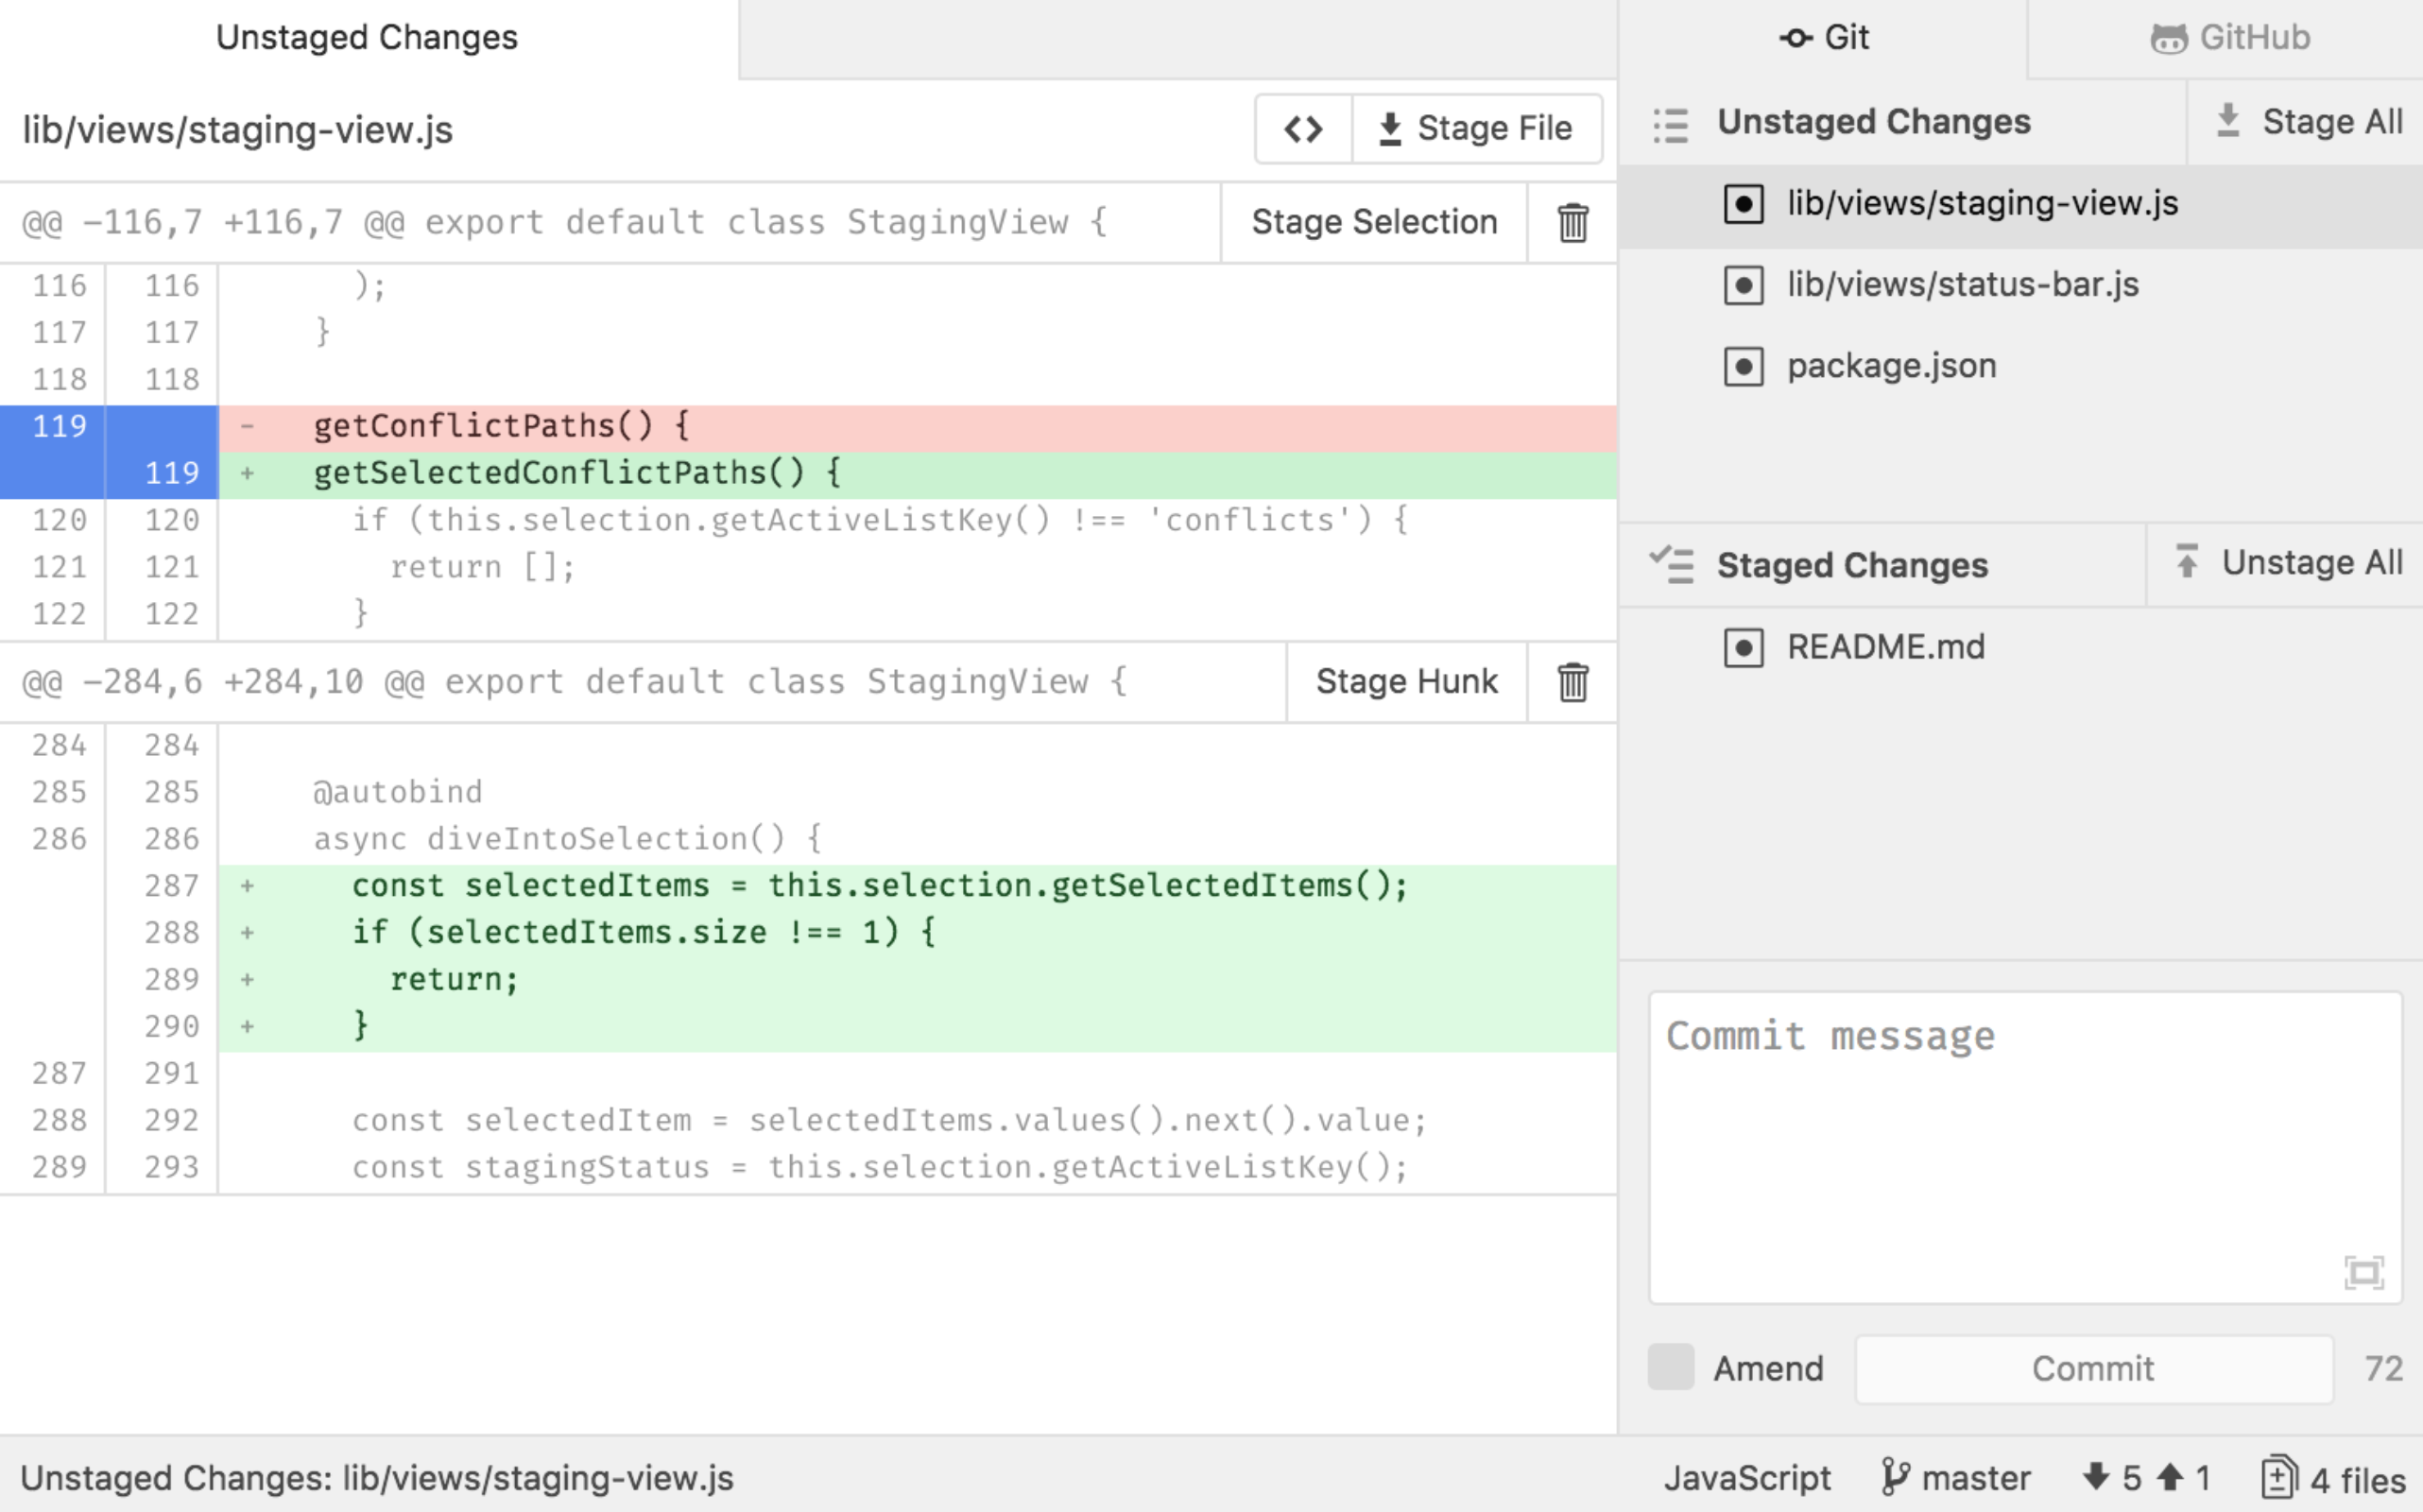 Unstaged Changes
lib/views/staging-view.js
<> Stage File
@@ -116,7 +116,7 @@ export default class StagingView {
Stage Selection
116 116 );
117 117 }
118 118
119 - getConflictPaths() {
119 + getSelectedConflictPaths() {
120 120 if (this.selection.getActiveListKey() !== 'conflicts') {
121 121 return [];
122 122 }
@@ -284,6 +284,10 @@ export default class StagingView {
Stage Hunk
284 284
285 285 @autobind
286 286 async diveIntoSelection() {
287 + const selectedItems = this.selection.getSelectedItems();
288 + if (selectedItems.size !== 1) {
289 + return;
290 + }
287 291
288 292 const selectedItem = selectedItems.values().next().value;
289 293 const stagingStatus = this.selection.getActiveListKey();
Git
GitHub
Unstaged Changes
Stage All
lib/views/staging-view.js
lib/views/status-bar.js
package.json
Staged Changes
Unstage All
README.md
Commit message
Amend
Commit
72
Unstaged Changes: lib/views/staging-view.js
JavaScript
master
5
1
4 files